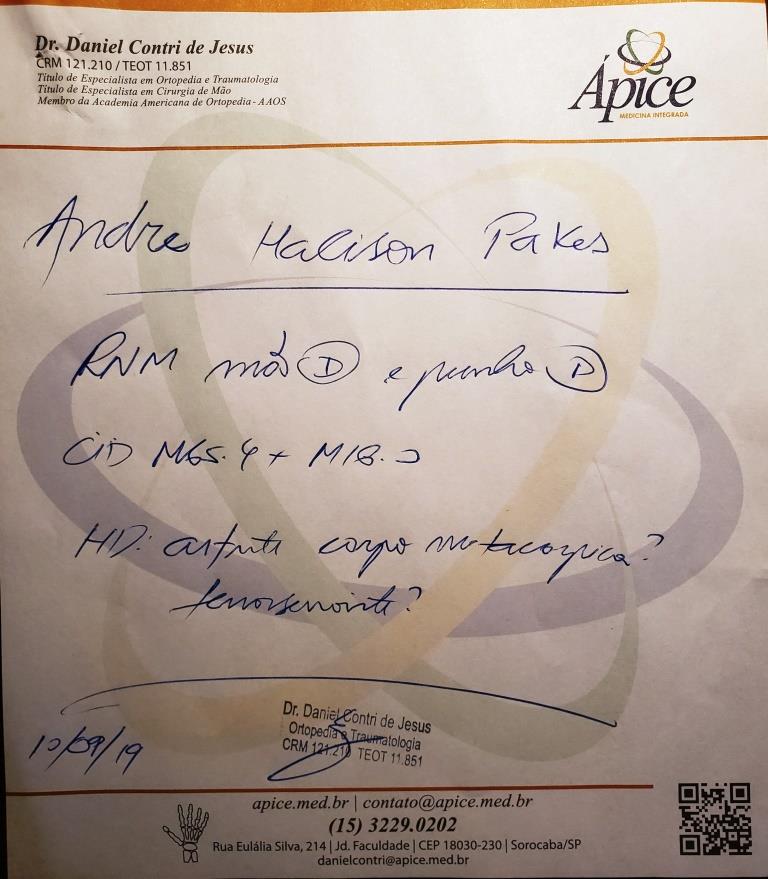 Dr. Daniel Contri de Jesus
CRM 121.210 / TEOT 11.851
Título de Especialista em Ortopedia e Traumatologia
Título de Especialista em Cirurgia de Mão
Membro da Academia Americana de Ortopedia - AAOS
Ápice
MEDICINA INTEGRADA
Andre Halison Pakes
RNM mão D e punho D
CID M65.4 + M18.
HD: artrite carpo metacarpica?
tenossinovite?
10/09/19
Dr. Daniel Contri de Jesus
Ortopedia e Traumatologia
CRM 121.210 TEOT 11.851
apice.med.br | contato@apice.med.br
(15) 3229.0202
Rua Eulália Silva, 214 | Jd. Faculdade | CEP 18030-230 | Sorocaba/SP
danielcontri@apice.med.br